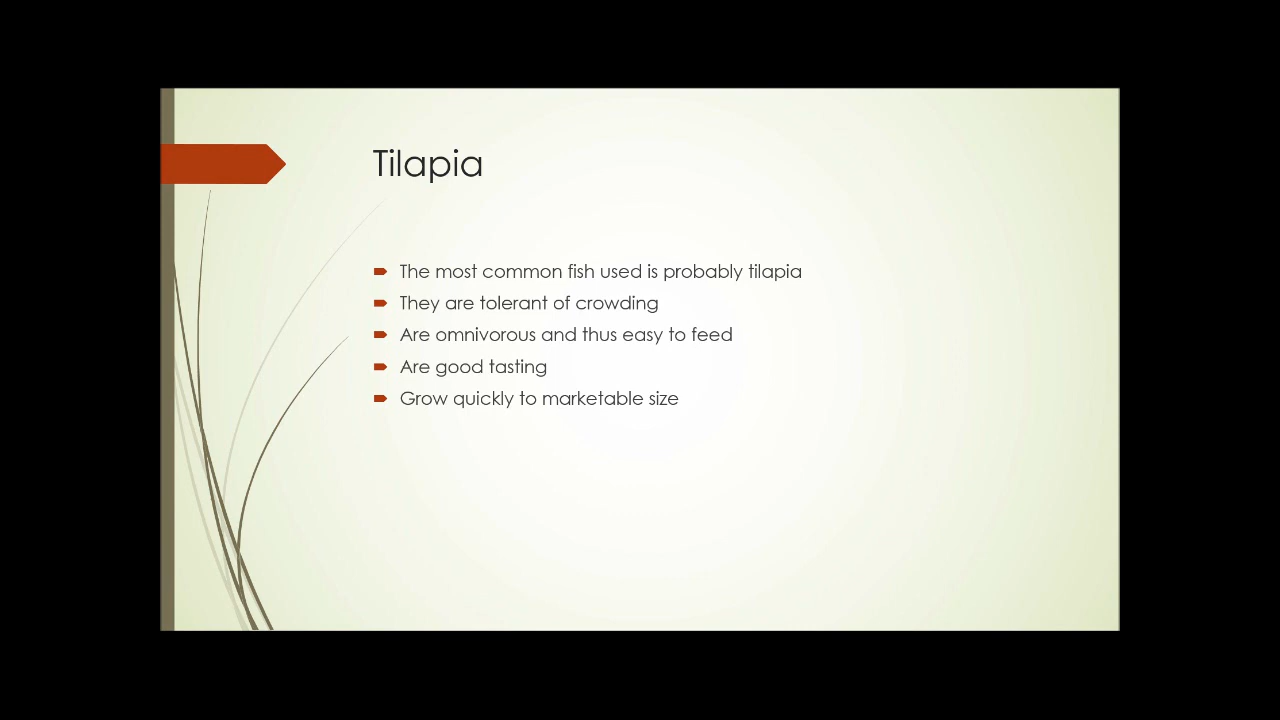 Tilapia
The most common fish used is probably tilapia
They are tolerant of crowding
Are omnivorous and thus easy to feed
Are good tasting
Grow quickly to marketable size